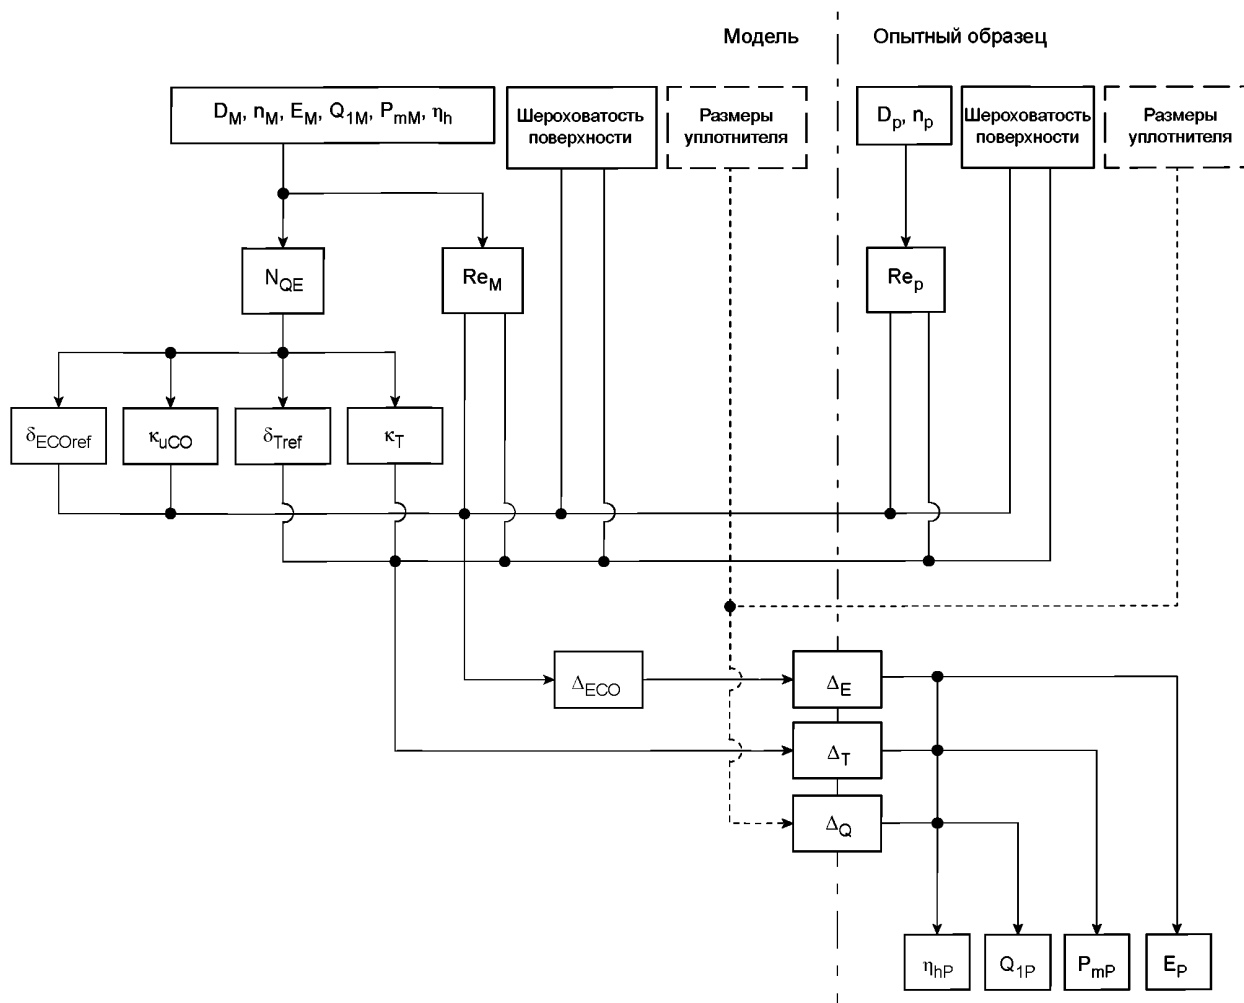 Модель
Опытный образец
D_M, n_M, E_M, Q_1M, P_mM, η_h
Шероховатость
поверхности
Размеры
уплотнителя
D_p, n_p
Шероховатость
поверхности
Размеры
уплотнителя
N_QE
Re_M
Re_p
δ_ECOref
κ_uCO
δ_Tref
κ_T
Δ_ECO
Δ_E
Δ_T
Δ_Q
η_hP
Q_1P
P_mP
E_P